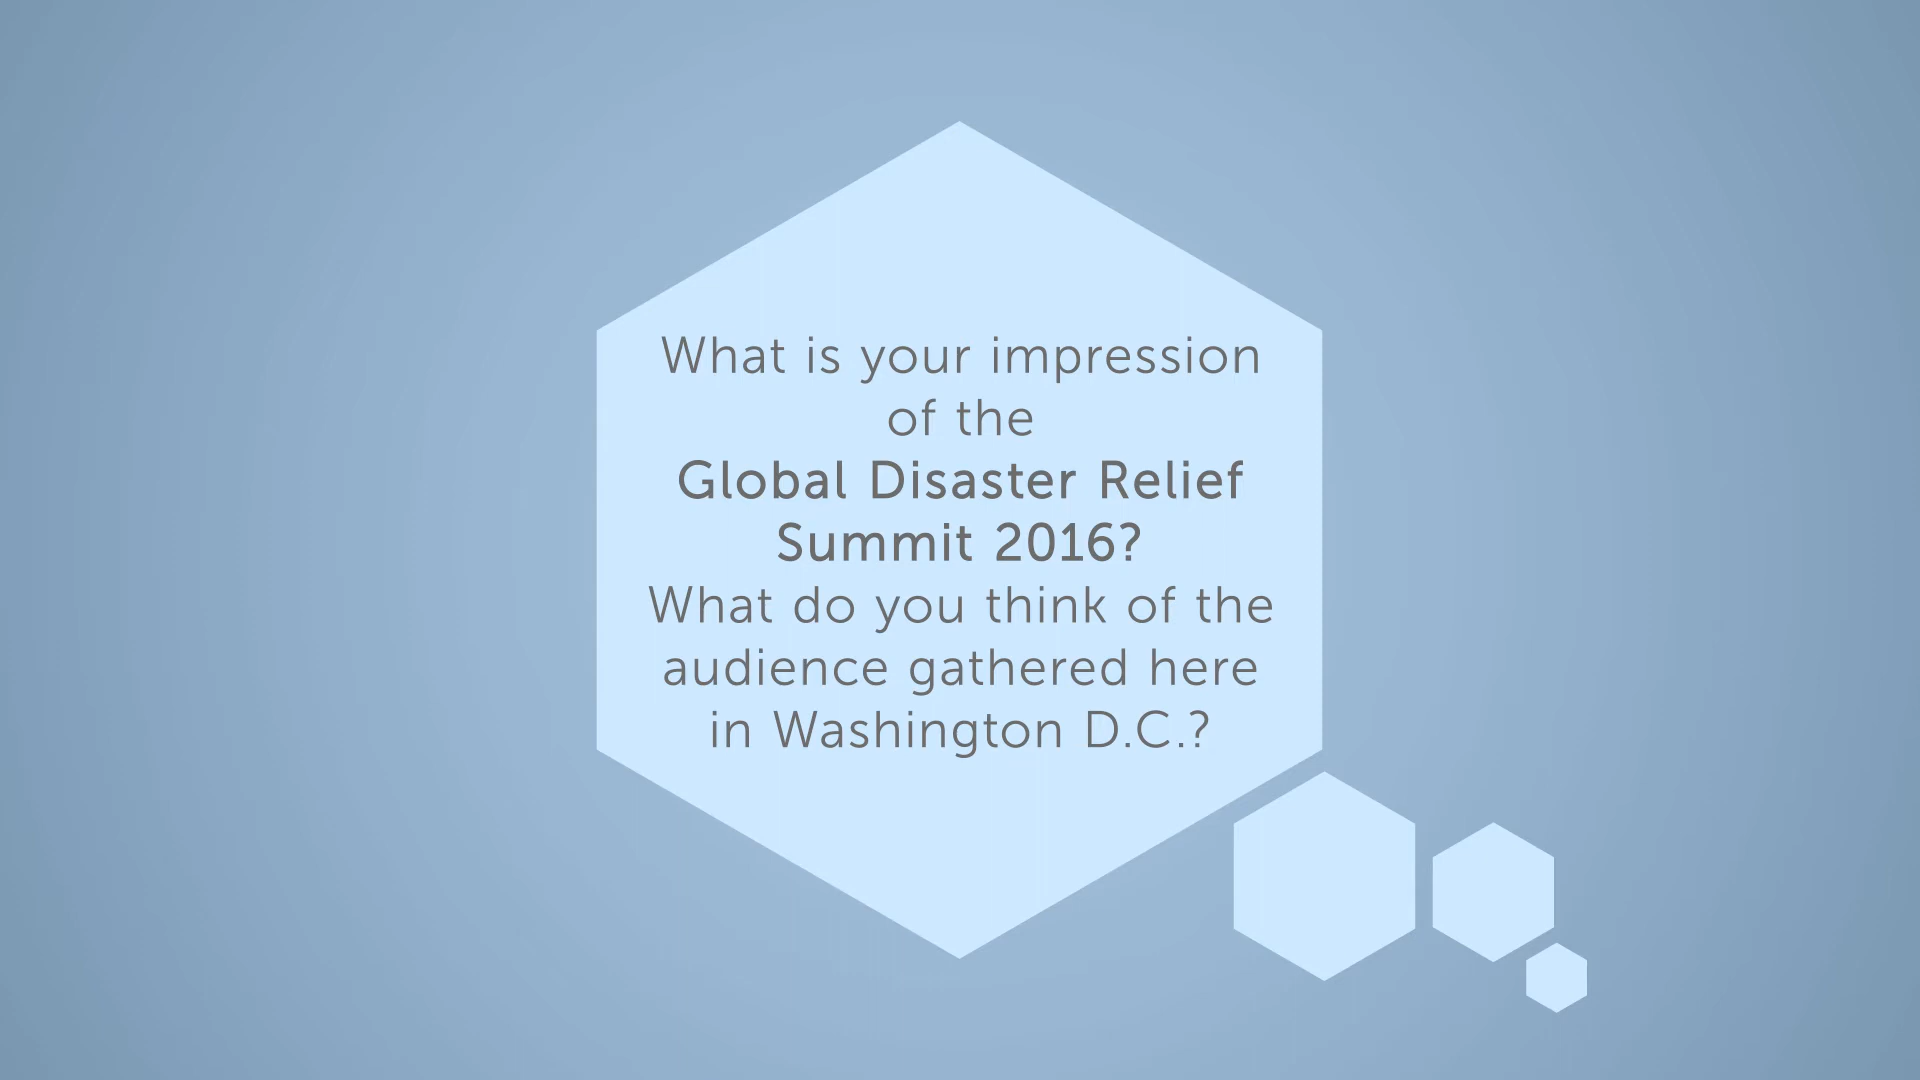 What is your impression
of the
Global Disaster Relief
Summit 2016?
What do you think of the
audience gathered here
in Washington D.C.?